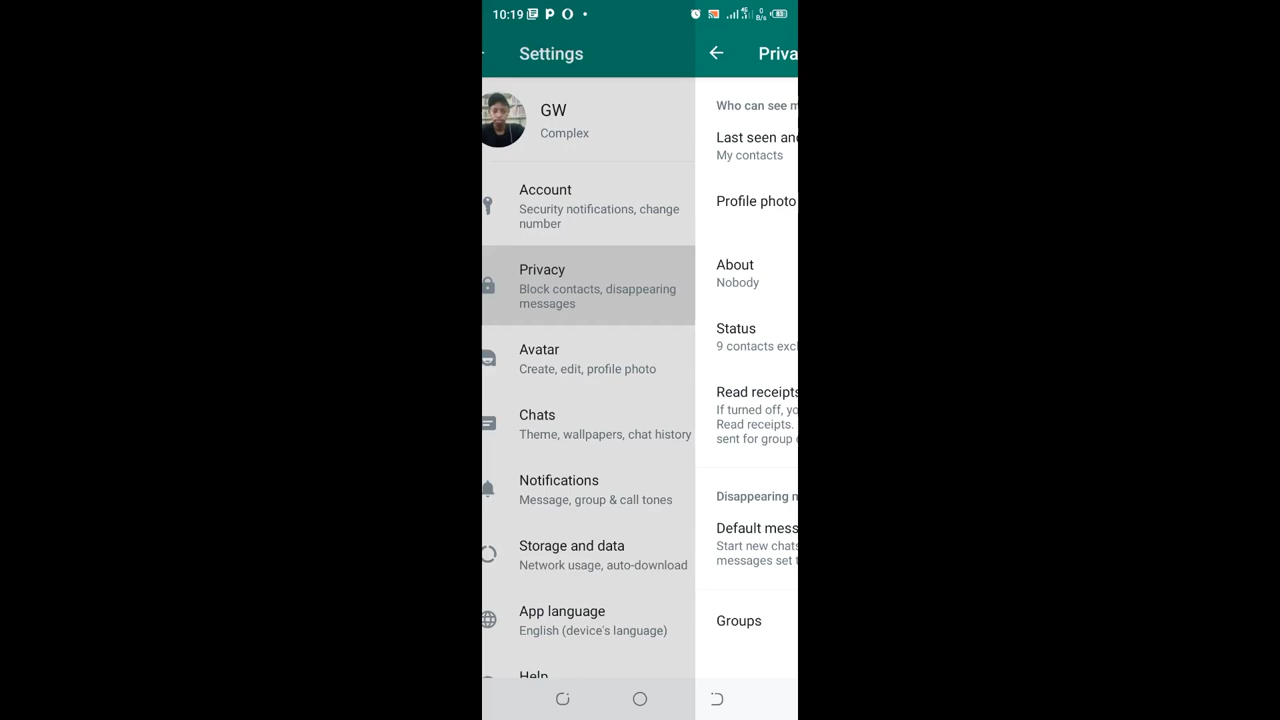 10:19
4G
0
B/s
83
Settings
GW
Complex
Account
Security notifications, change
number
Privacy
Block contacts, disappearing
messages
Avatar
Create, edit, profile photo
Chats
Theme, wallpapers, chat history
Notifications
Message, group & call tones
Storage and data
Network usage, auto-download
App language
English (device's language)
Help
Priva
Who can see m
Last seen an
My contacts
Profile photo
About
Nobody
Status
9 contacts exc
Read receipts
If turned off, yo
Read receipts.
sent for group
Disappearing
Default mess
Start new chats
messages set
Groups